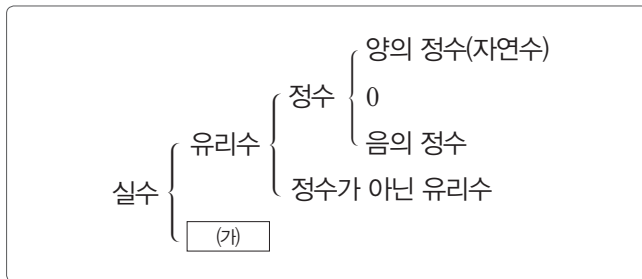 양의 정수(자연수)
정수
0
유리수
음의 정수
실수
정수가 아닌 유리수
(가)